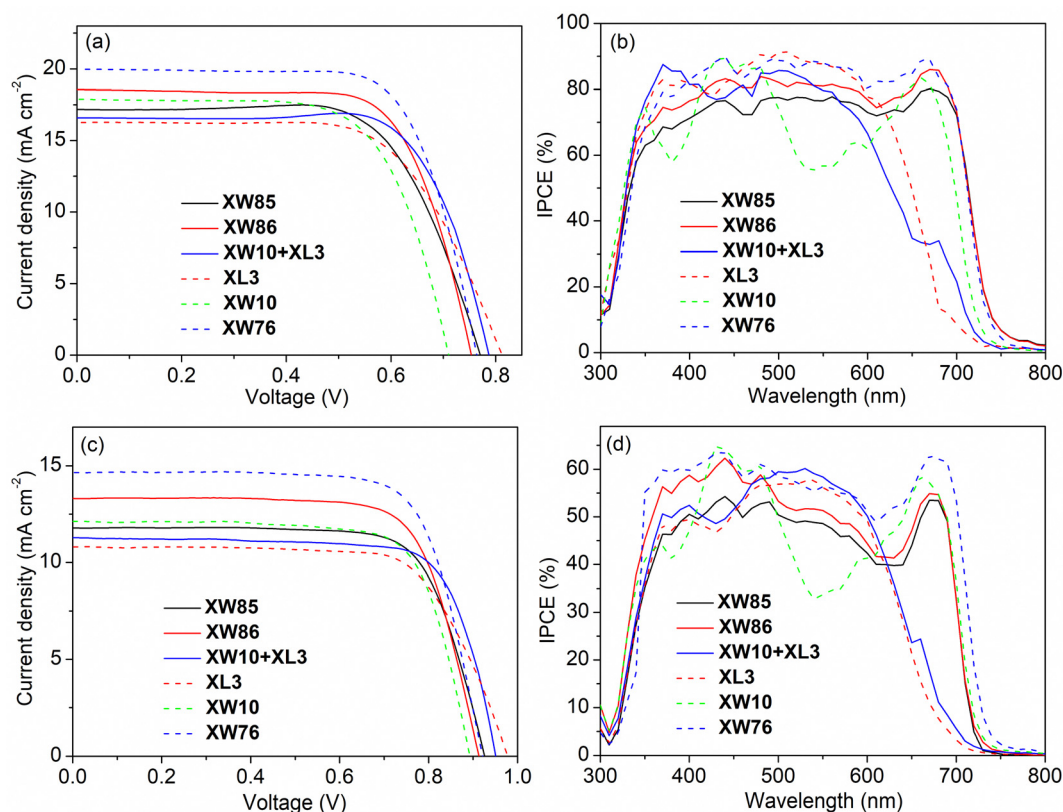 (a)
Current density (mA cm⁻²)
20
15
10
5
0
XW85
XW86
XW10+XL3
XL3
XW10
XW76
0.0 0.2 0.4 0.6 0.8
Voltage (V)
(b)
IPCE (%)
100
80
60
40
20
0
XW85
XW86
XW10+XL3
XL3
XW10
XW76
300 400 500 600 700 800
Wavelength (nm)
(c)
Current density (mA cm⁻²)
15
10
5
0
XW85
XW86
XW10+XL3
XL3
XW10
XW76
0.0 0.2 0.4 0.6 0.8 1.0
Voltage (V)
(d)
IPCE (%)
60
50
40
30
20
10
0
XW85
XW86
XW10+XL3
XL3
XW10
XW76
300 400 500 600 700 800
Wavelength (nm)